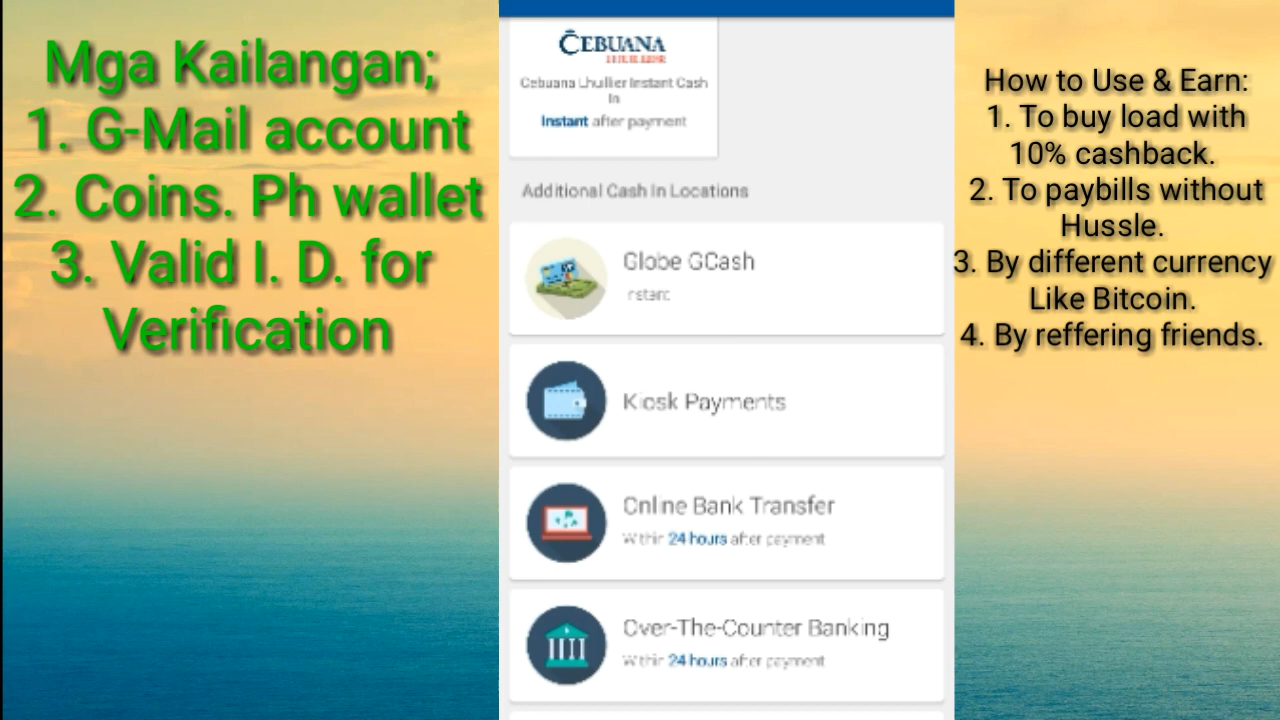 Mga Kailangan;
1. G-Mail account
2. Coins. Ph wallet
3. Valid I. D. for
Verification
CEBUANA
LHUILLIER
Cebuana Lhuillier Instant Cash
In
Instant after payment
Additional Cash In Locations
Globe GCash
Instant
Kiosk Payments
Online Bank Transfer
Within 24 hours after payment
Over-The-Counter Banking
Within 24 hours after payment
How to Use & Earn:
1. To buy load with
10% cashback.
2. To paybills without
Hussle.
3. By different currency
Like Bitcoin.
4. By reffering friends.